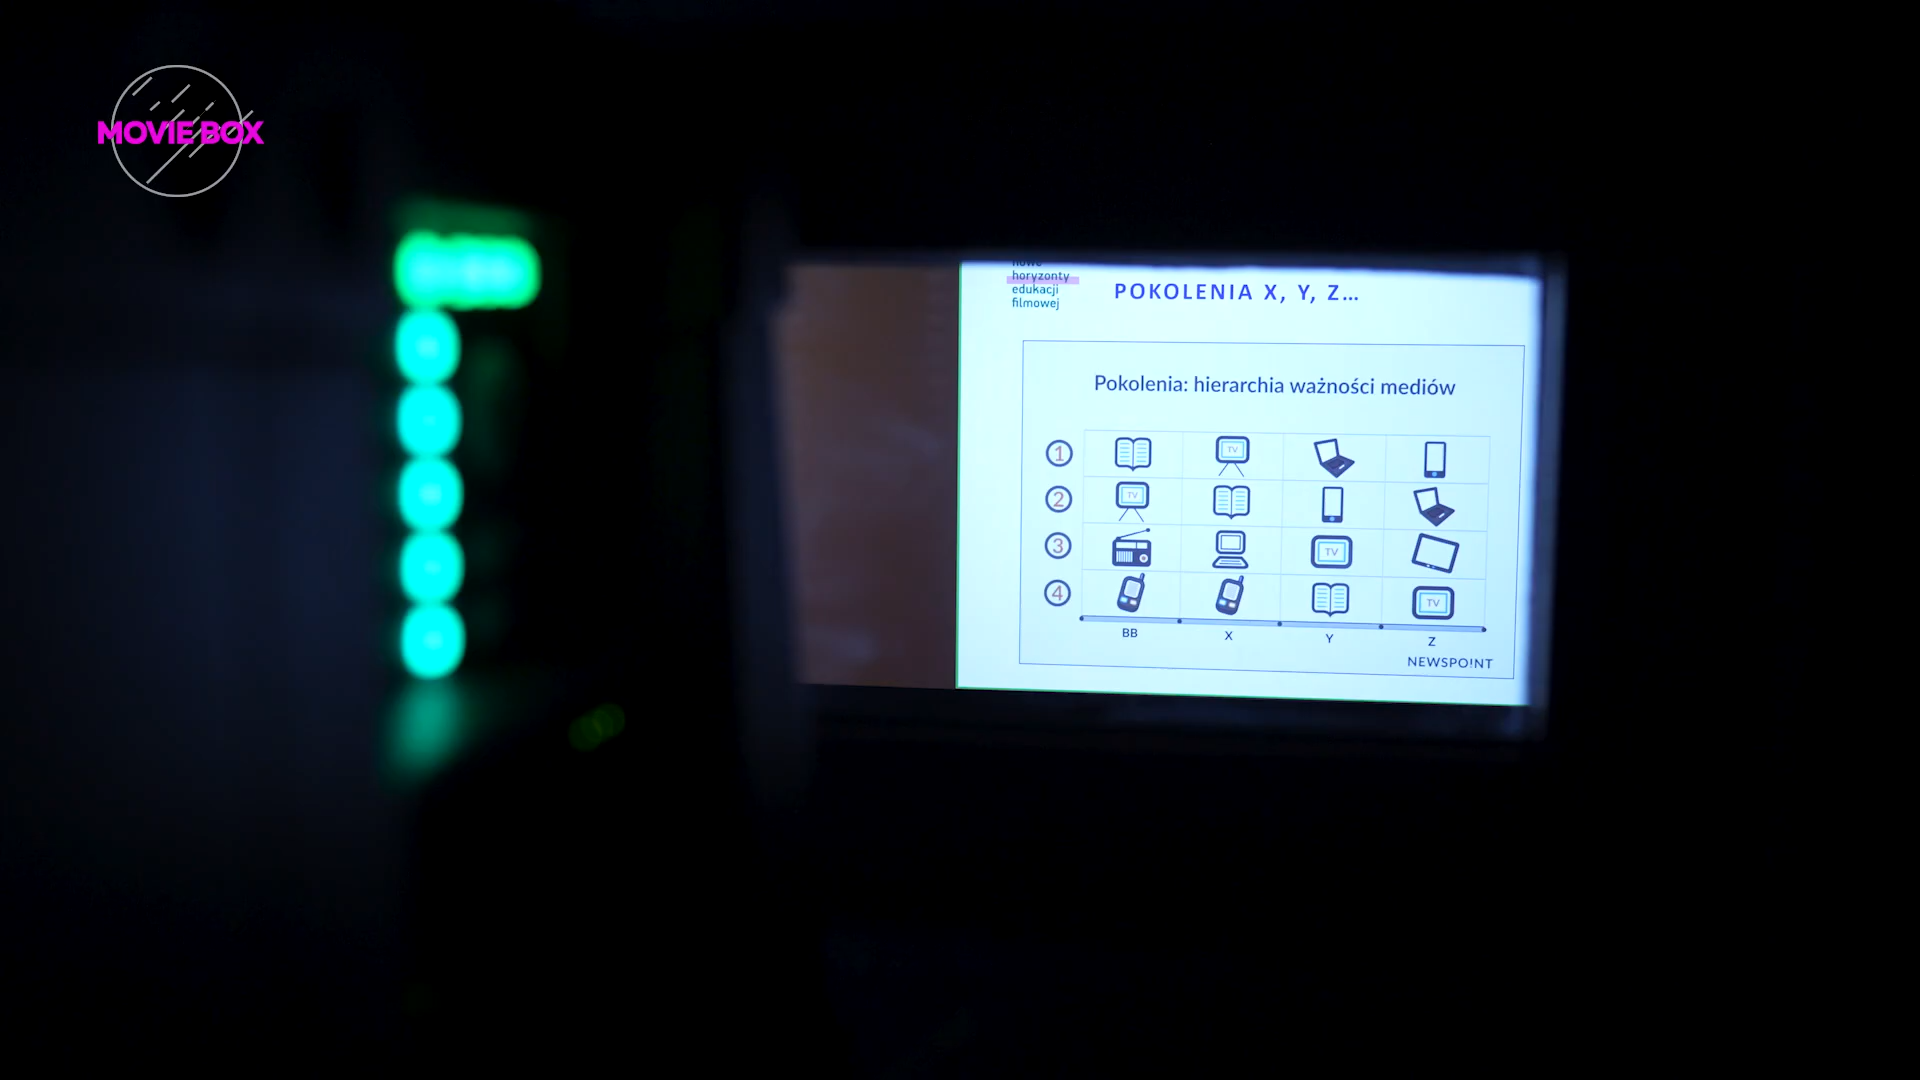 MOVIE BOX
nowe
horyzonty
edukacji
filmowej
POKOLENIA X, Y, Z...
Pokolenia: hierarchia ważności mediów
1 TV
2 TV
3 TV
4 TV
BB X Y Z
NEWSPO!NT